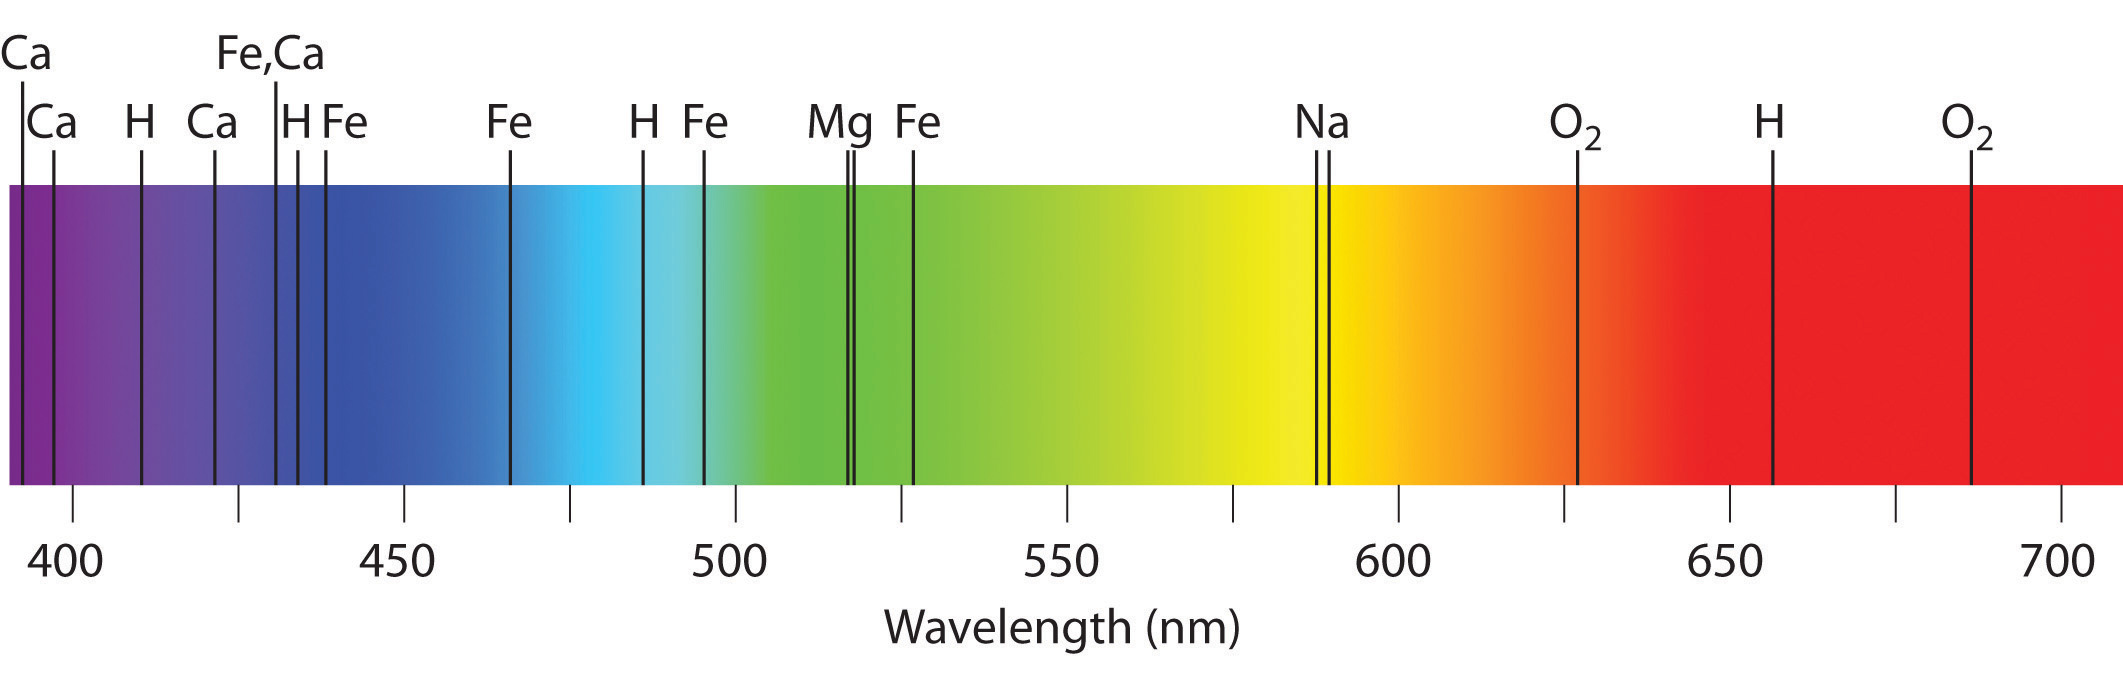 Ca Fe,Ca
Ca H Ca H Fe Fe H Fe Mg Fe Na O₂ H O₂
400 450 500 550 600 650 700
Wavelength (nm)